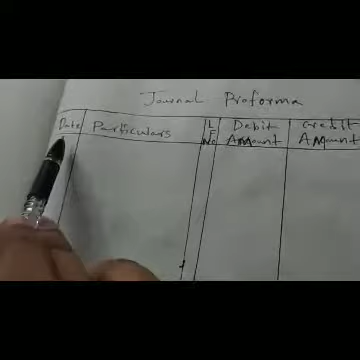 Journal Proforma
Date Particulars L F No Debit Amount Credit Amount